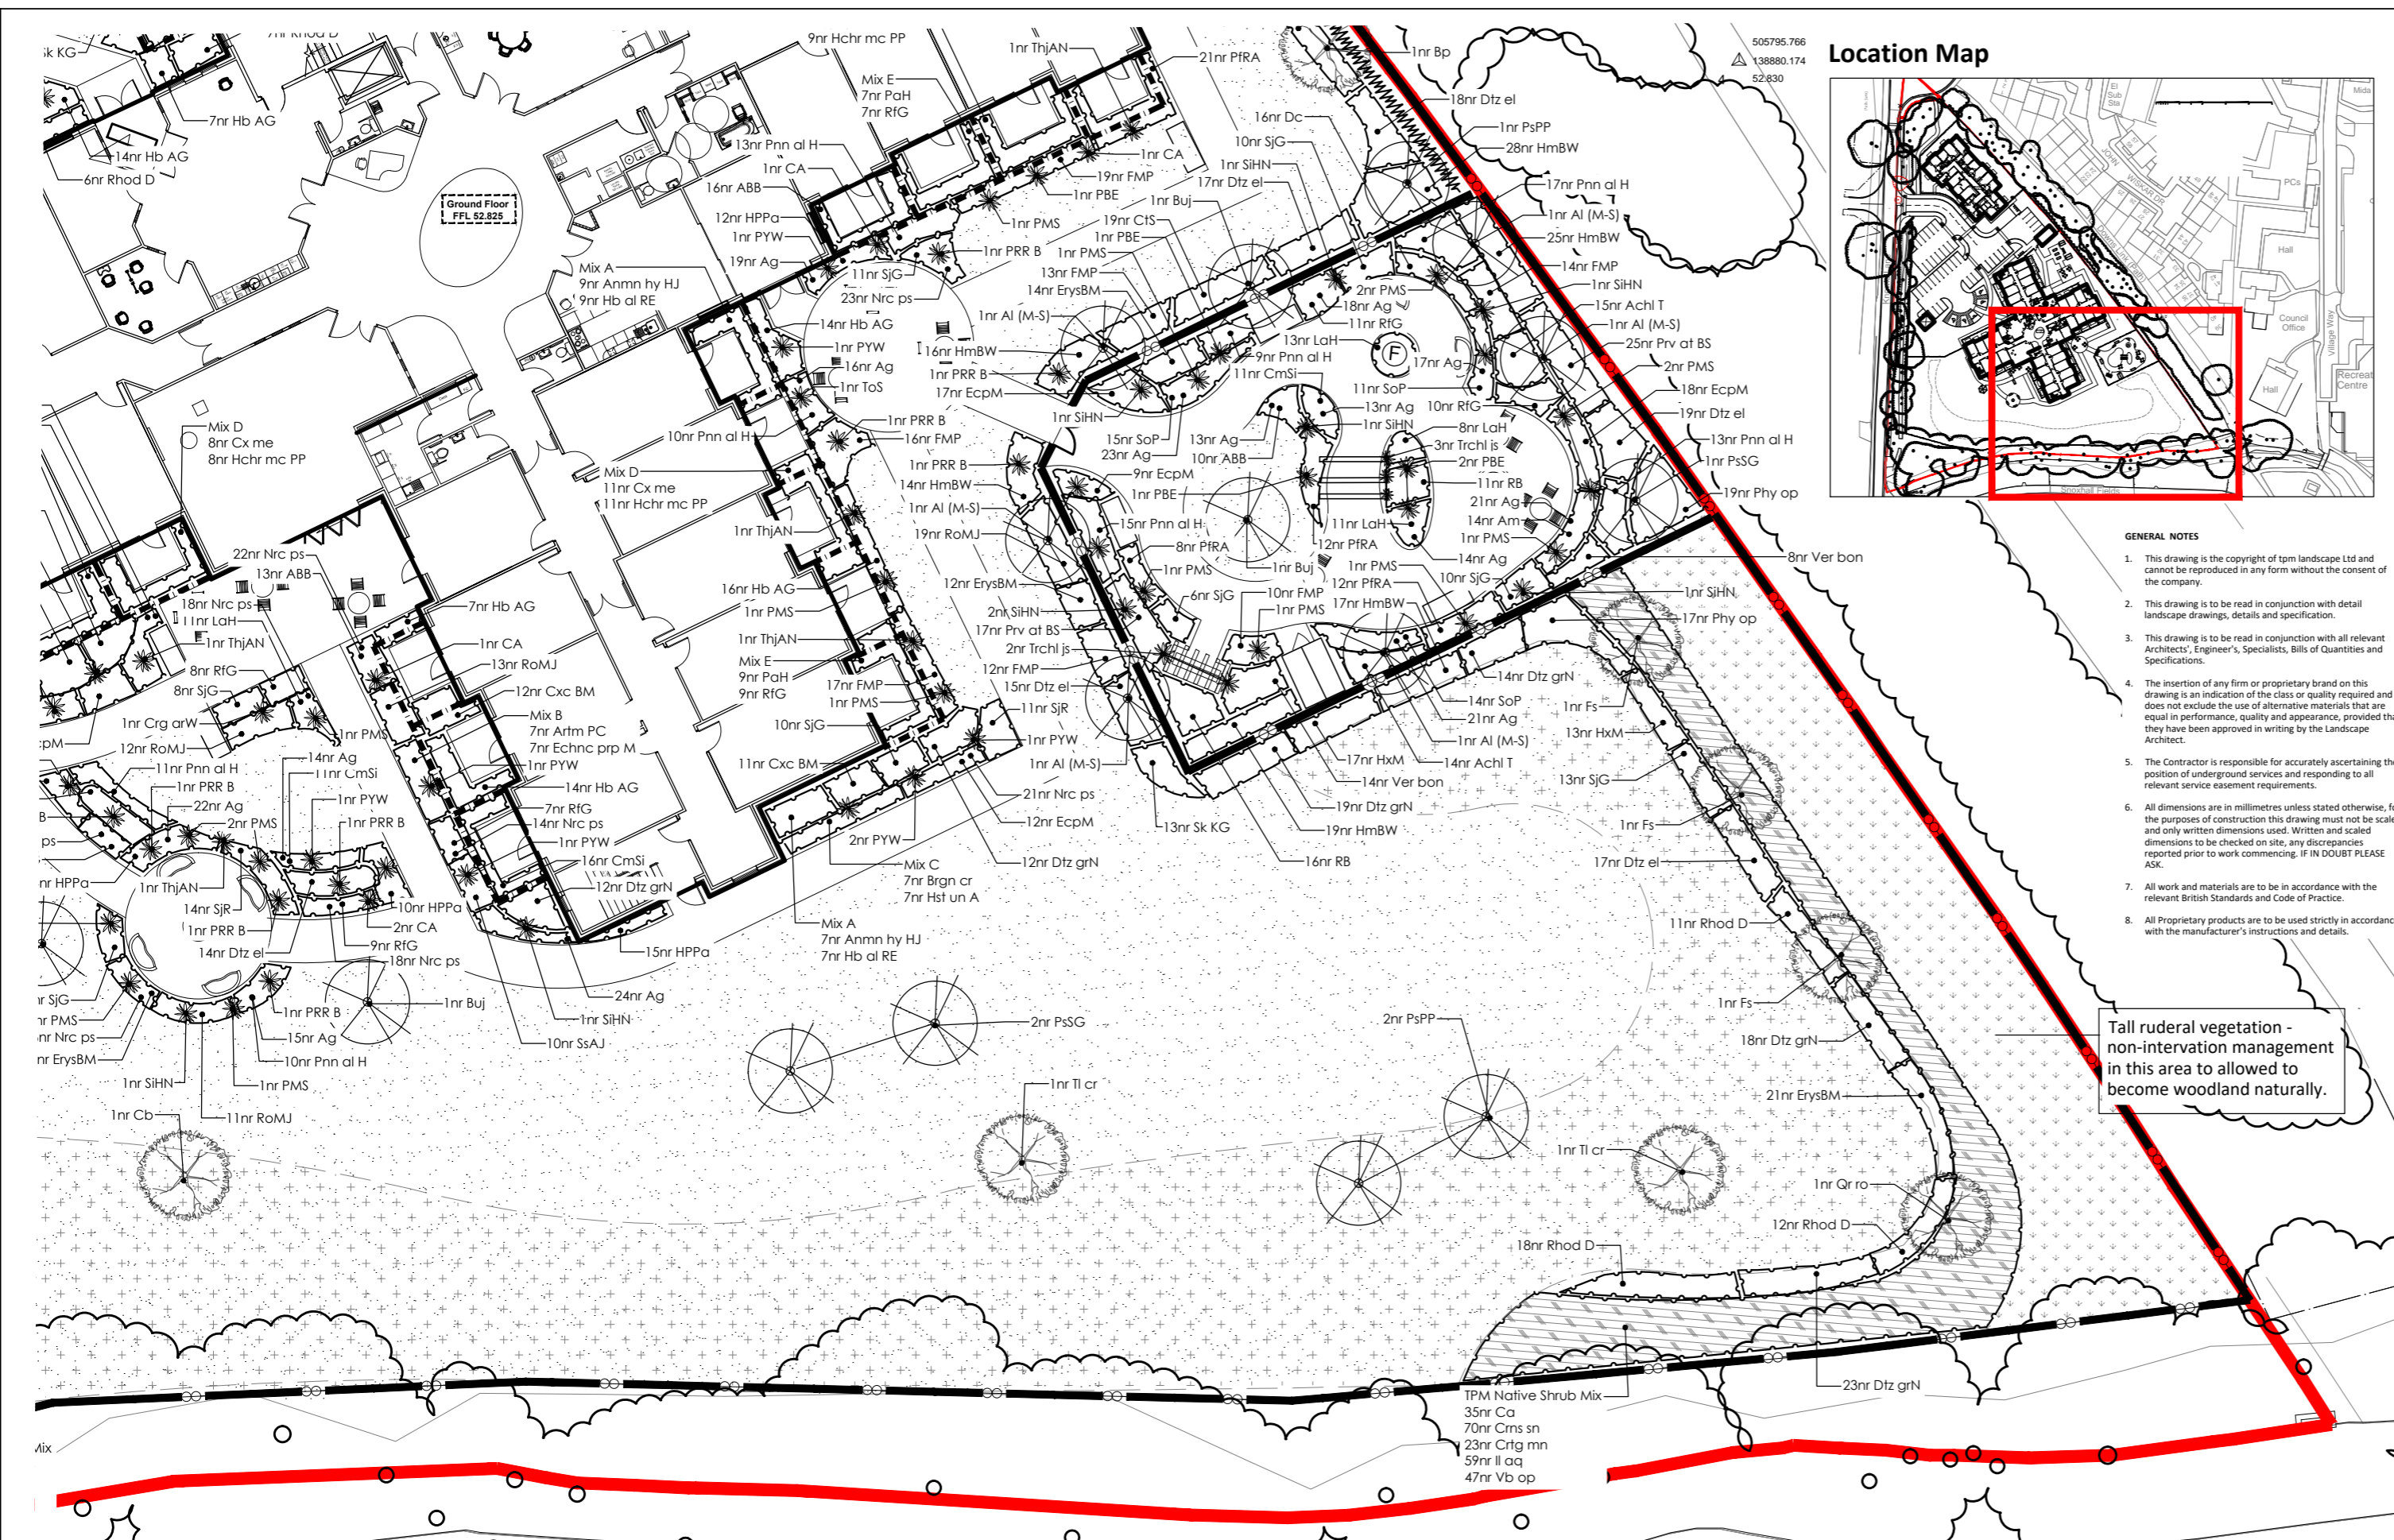 7nr Hb AG
14nr Hb AG
6nr Rhod D
Ground Floor
FFL 52.825
9nr Hchr mc PP
1nr ThjAN
21nr PfRA
Mix E
7nr PaH
7nr RfG
13nr Pnn al H
1nr CA
16nr ABB
12nr HPPa
1nr PYW
19nr Ag
1nr CA
19nr FMP
1nr PBE
1nr PMS
1nr PRR B
11nr SjG
23nr Nrc ps
Mix A
9nr Anmn hy HJ
9nr Hb al RE
14nr Hb AG
1nr PYW
16nr Ag
1nr ToS
10nr Pnn al H
1nr PRR B
16nr FMP
Mix D
8nr Cx me
8nr Hchr mc PP
Mix D
11nr Cx me
11nr Hchr mc PP
1nr ThjAN
1nr Bp
18nr Dtz el
1nr PsPP
28nr HmBW
16nr Dc
10nr SjG
1nr SiHN
17nr Dtz el
1nr Buj
19nr CtS
1nr PBE
1nr PMS
13nr FMP
14nr ErysBM
1nr Al (M-S)
16nr HmBW
1nr PRR B
17nr EcpM
1nr SiHN
17nr Pnn al H
1nr Al (M-S)
25nr HmBW
14nr FMP
1nr SiHN
15nr Achl T
1nr Al (M-S)
25nr Prv at BS
2nr PMS
18nr EcpM
19nr Dtz el
13nr Pnn al H
1nr PsSG
19nr Phy op
2nr PMS
18nr Ag
11nr RfG
13nr LaH
9nr Pnn al H
11nr CmSi
F
17nr Ag
11nr SoP
10nr RfG
13nr Ag
1nr SiHN
8nr LaH
3nr Trchl js
2nr PBE
11nr RB
21nr Ag
14nr Am
1nr PMS
14nr Ag
15nr SoP
23nr Ag
13nr Ag
10nr ABB
9nr EcpM
1nr PBE
1nr PRR B
14nr HmBW
1nr Al (M-S)
19nr RoMJ
12nr ErysBM
2nr SiHN
17nr Prv at BS
2nr Trchl js
12nr FMP
15nr Dtz el
15nr Pnn al H
8nr PfRA
1nr PMS
6nr SjG
11nr LaH
12nr PfRA
1nr Buj
1nr PMS
12nr PfRA
10nr FMP
1nr PMS
17nr HmBW
10nr SjG
8nr Ver bon
1nr SiHN
17nr Phy op
14nr Dtz grN
14nr SoP
21nr Ag
1nr Al (M-S)
14nr Achl T
17nr HxM
14nr Ver bon
19nr Dtz grN
19nr HmBW
16nr RB
13nr Sk KG
1nr Al (M-S)
1nr Fs
13nr HxM
13nr SjG
1nr Fs
17nr Dtz el
11nr Rhod D
1nr Fs
18nr Dtz grN
21nr ErysBM
1nr Qr ro
12nr Rhod D
18nr Rhod D
1nr Tl cr
23nr Dtz grN
22nr Nrc ps
13nr ABB
18nr Nrc ps
11nr LaH
1nr ThjAN
8nr RfG
8nr SjG
1nr Crg arW
12nr RoMJ
1nr PMS
11nr Pnn al H
1nr PRR B
22nr Ag
2nr PMS
14nr Ag
11nr CmSi
1nr PYW
1nr PRR B
1nr ThjAN
14nr SjR
1nr PRR B
14nr Dtz el
10nr HPPa
2nr CA
9nr RfG
18nr Nrc ps
1nr Buj
1nr PRR B
15nr Ag
10nr Pnn al H
1nr PMS
1nr SiHN
11nr RoMJ
1nr Cb
7nr Hb AG
1nr CA
13nr RoMJ
12nr Cxc BM
Mix B
7nr Artm PC
7nr Echnc prp M
1nr PYW
14nr Hb AG
7nr RfG
14nr Nrc ps
1nr PYW
16nr CmSi
12nr Dtz grN
15nr HPPa
24nr Ag
1nr SiHN
10nr SsAJ
16nr Hb AG
1nr PMS
1nr ThjAN
Mix E
9nr PaH
9nr RfG
17nr FMP
1nr PMS
10nr SjG
11nr Cxc BM
11nr SjR
1nr PYW
21nr Nrc ps
12nr EcpM
12nr Dtz grN
2nr PYW
Mix C
7nr Brgn cr
7nr Hst un A
Mix A
7nr Anmn hy HJ
7nr Hb al RE
2nr PsSG
1nr Tl cr
2nr PsPP
TPM Native Shrub Mix
35nr Ca
70nr Crns sn
23nr Crtg mn
59nr Il aq
47nr Vb op
505795.766
138880.174
52.830
Location Map
El
Sub
Sta
PCs
Hall
Council
Office
Village Way
Hall
Recreat
Centre
Snoxhall Fields
GENERAL NOTES
1. This drawing is the copyright of tpm landscape Ltd and
cannot be reproduced in any form without the consent of
the company.
2. This drawing is to be read in conjunction with detail
landscape drawings, details and specification.
3. This drawing is to be read in conjunction with all relevant
Architects', Engineer's, Specialists, Bills of Quantities and
Specifications.
4. The insertion of any firm or proprietary brand on this
drawing is an indication of the class or quality required and
does not exclude the use of alternative materials that are
equal in performance, quality and appearance, provided tha
they have been approved in writing by the Landscape
Architect.
5. The Contractor is responsible for accurately ascertaining the
position of underground services and responding to all
relevant service easement requirements.
6. All dimensions are in millimetres unless stated otherwise, fo
the purposes of construction this drawing must not be scale
and only written dimensions used. Written and scaled
dimensions to be checked on site, any discrepancies
reported prior to work commencing. IF IN DOUBT PLEASE
ASK.
7. All work and materials are to be in accordance with the
relevant British Standards and Code of Practice.
8. All Proprietary products are to be used strictly in accordanc
with the manufacturer's instructions and details.
Tall ruderal vegetation -
non-intervation management
in this area to allowed to
become woodland naturally.